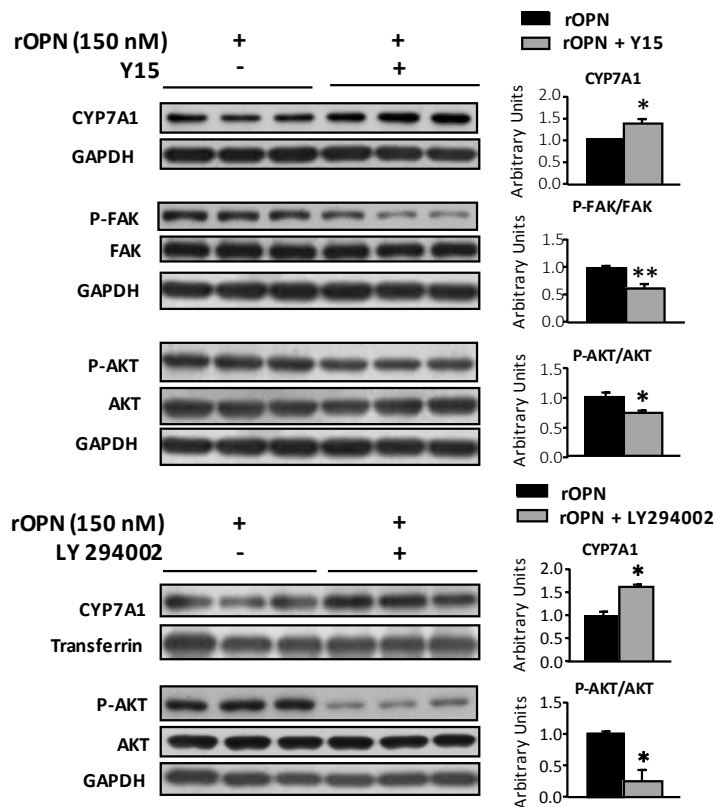 rOPN (150 nM) + +
Y15 - +
CYP7A1
GAPDH
P-FAK
FAK
GAPDH
P-AKT
AKT
GAPDH
rOPN
rOPN + Y15
CYP7A1
Arbitrary Units
2.0
1.5
1.0
0.5
0.0
*
P-FAK/FAK
Arbitrary Units
1.5
1.0
0.5
0.0
**
P-AKT/AKT
Arbitrary Units
1.5
1.0
0.5
0.0
*
rOPN (150 nM) + +
LY 294002 - +
CYP7A1
Transferrin
P-AKT
AKT
GAPDH
rOPN
rOPN + LY294002
CYP7A1
Arbitrary Units
2.0
1.5
1.0
0.5
0.0
*
P-AKT/AKT
Arbitrary Units
1.5
1.0
0.5
0.0
*